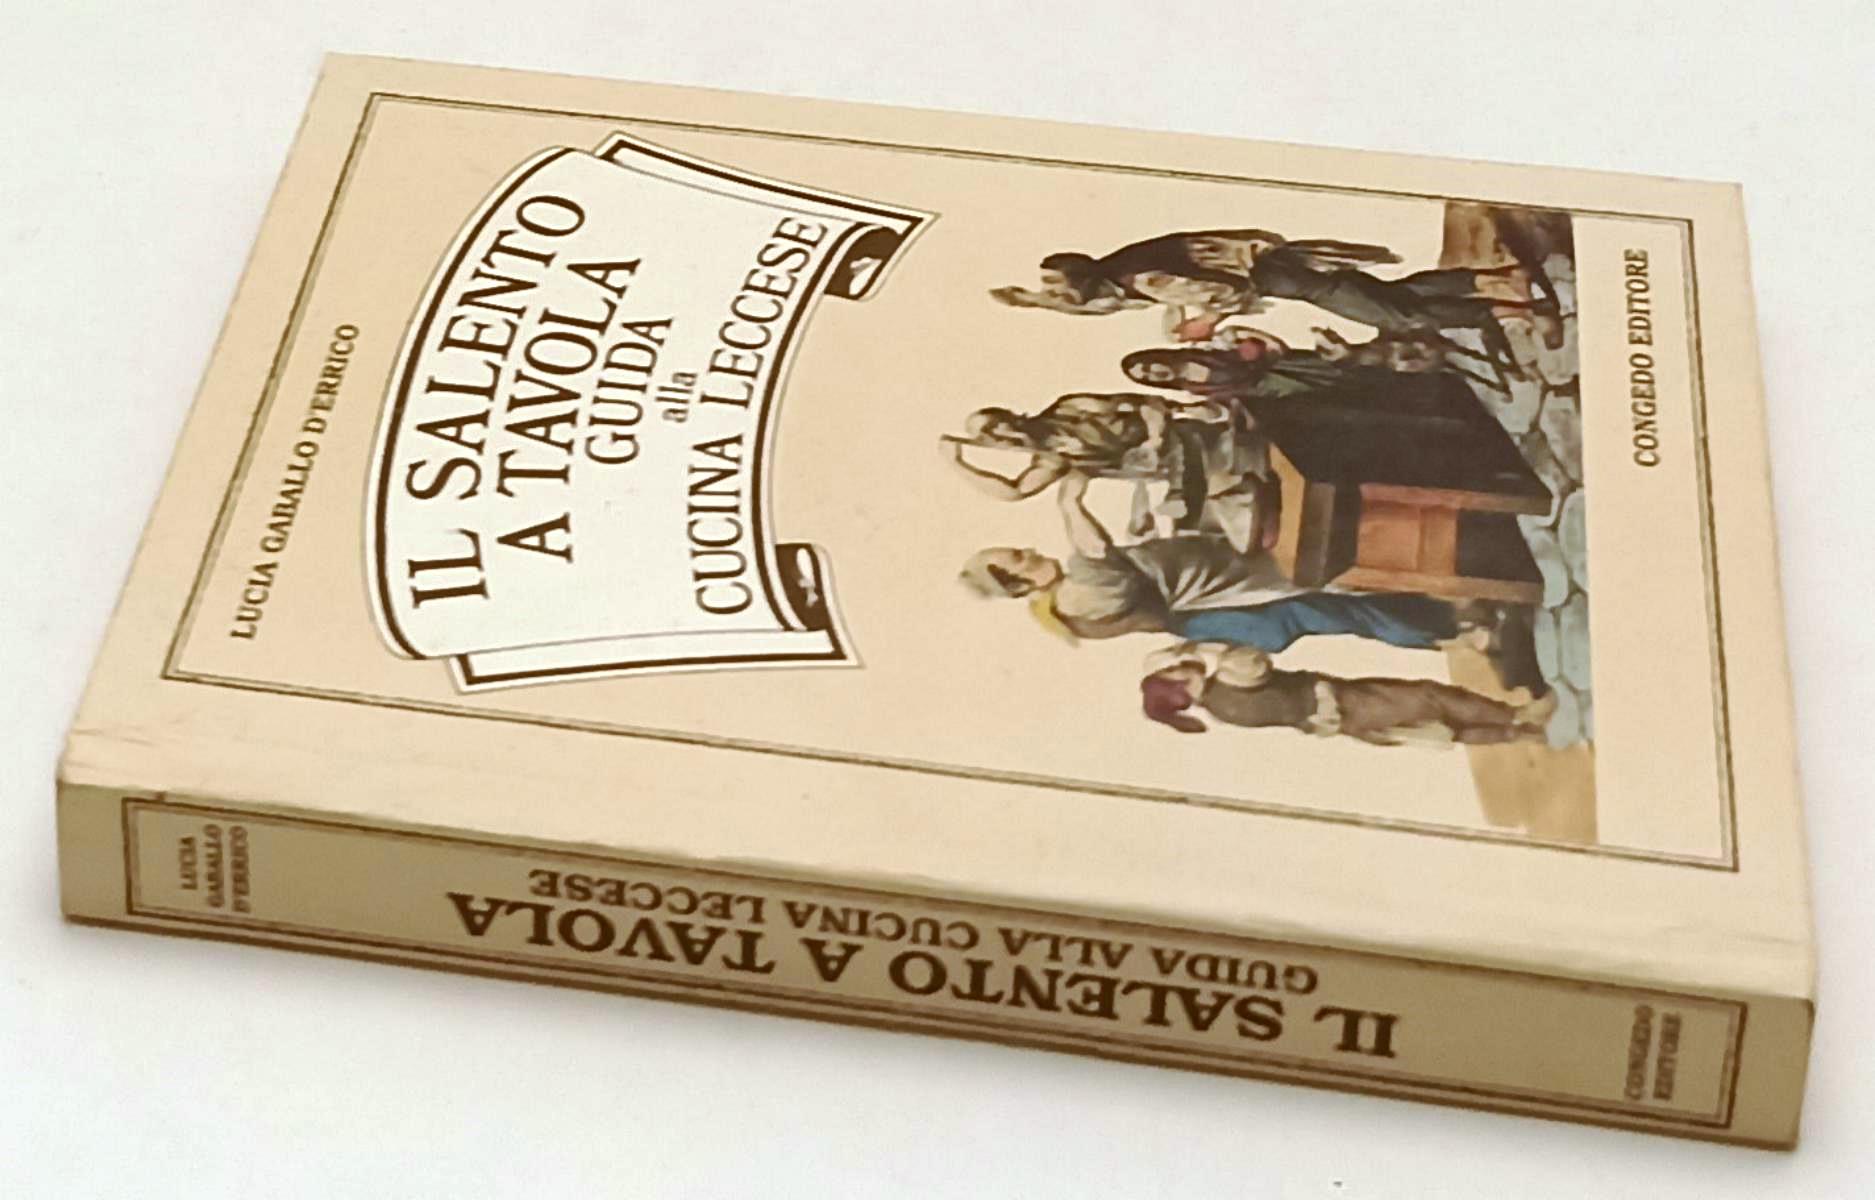 LUCIA GABALLO D'ERRICO
IL SALENTO
A TAVOLA
GUIDA
alla
CUCINA LECCESE
CONGEDO EDITORE
LUCIA
GABALLO
D'ERRICO
IL SALENTO A TAVOLA
GUIDA ALLA CUCINA LECCESE
CONGEDO
EDITORE